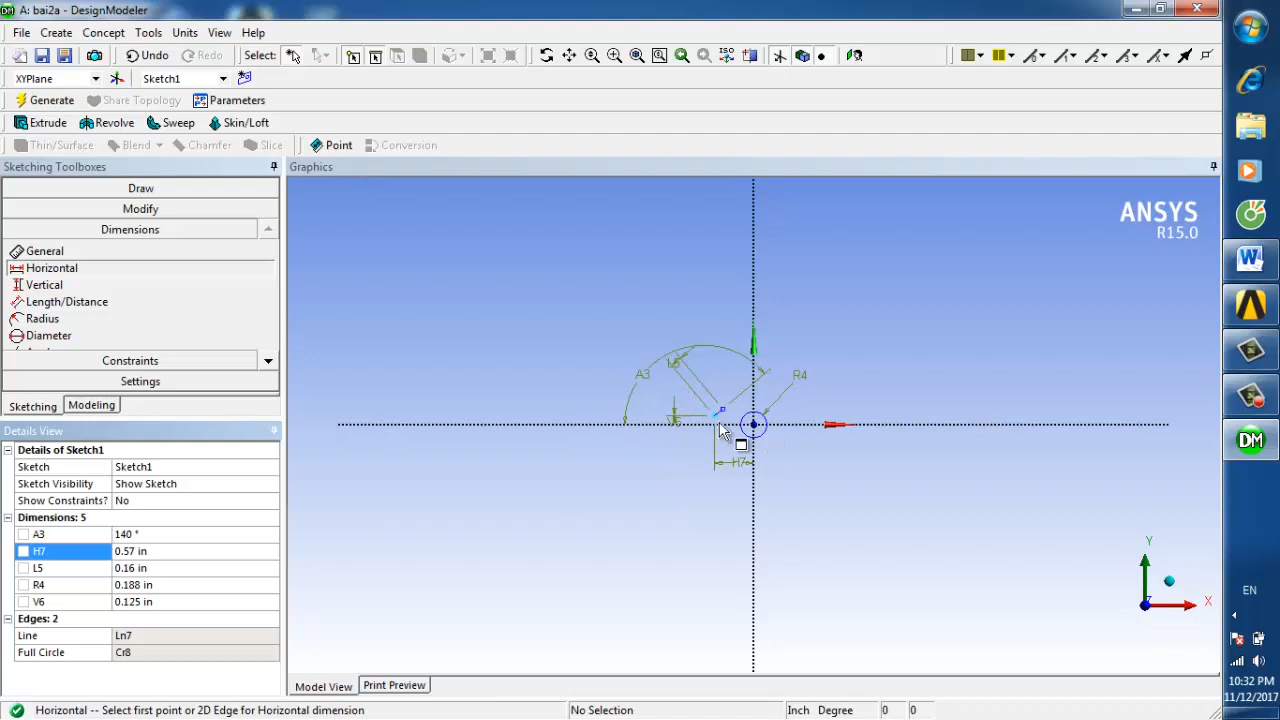 A: bai2a - DesignModeler
File Create Concept Tools Units View Help
Undo Redo Select:
XYPlane Sketch1
Generate Share Topology Parameters
Extrude Revolve Sweep Skin/Loft
Thin/Surface Blend Chamfer Slice Point Conversion
Sketching Toolboxes
Draw
Modify
Dimensions
General
Horizontal
Vertical
Length/Distance
Radius
Diameter
Constraints
Settings
Sketching Modeling
Details View
Details of Sketch1
Sketch Sketch1
Sketch Visibility Show Sketch
Show Constraints? No
Dimensions: 5
A3 140 °
H7 0.57 in
L5 0.16 in
R4 0.188 in
V6 0.125 in
Edges: 2
Line Ln7
Full Circle Cr8
Graphics
ANSYS
R15.0
A3
L5
R4
H7
Y
X
Model View Print Preview
Horizontal -- Select first point or 2D Edge for Horizontal dimension No Selection Inch Degree 0 0
DM
EN
10:32 PM
11/12/2017